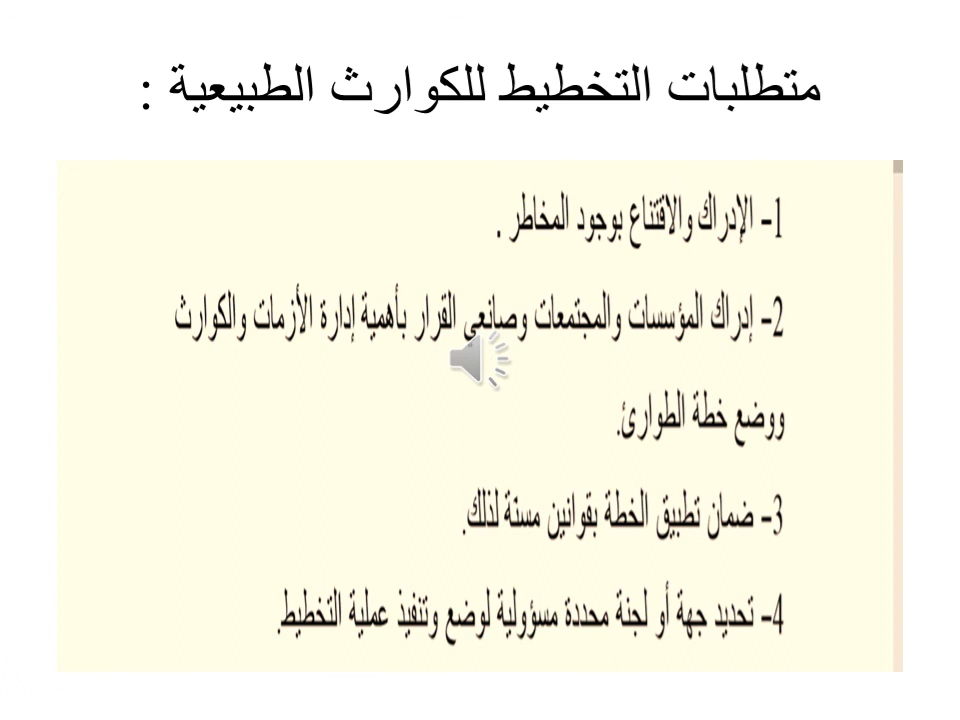 متطلبات التخطيط للكوارث الطبيعية :
1- الإدراك والاقتناع بوجود المخاطر .
2- إدراك المؤسسات والمجتمعات وصانعي القرار بأهمية إدارة الأزمات والكوارث
ووضع خطة الطوارئ.
3- ضمان تطبيق الخطة بقوانين مسنة لذلك.
4- تحديد جهة أو لجنة محددة مسؤولية لوضع وتنفيذ عملية التخطيط.